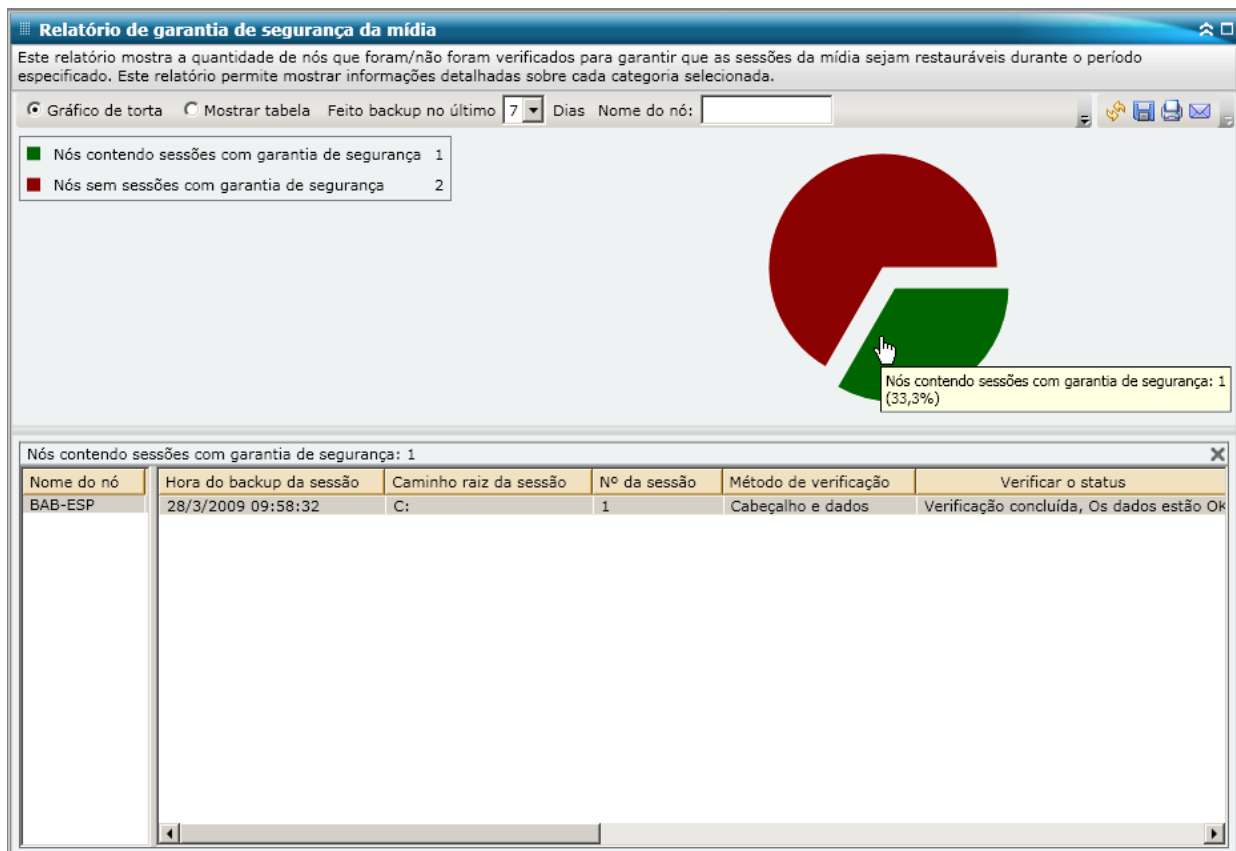 Relatório de garantia de segurança da mídia
Este relatório mostra a quantidade de nós que foram/não foram verificados para garantir que as sessões da mídia sejam restauráveis durante o período
especificado. Este relatório permite mostrar informações detalhadas sobre cada categoria selecionada.
Gráfico de torta Mostrar tabela Feito backup no último 7 Dias Nome do nó:
Nós contendo sessões com garantia de segurança 1
Nós sem sessões com garantia de segurança 2
Nós contendo sessões com garantia de segurança: 1
(33,3%)
Nós contendo sessões com garantia de segurança: 1
Nome do nó Hora do backup da sessão Caminho raiz da sessão Nº da sessão Método de verificação Verificar o status
BAB-ESP 28/3/2009 09:58:32 C: 1 Cabeçalho e dados Verificação concluída, Os dados estão OK